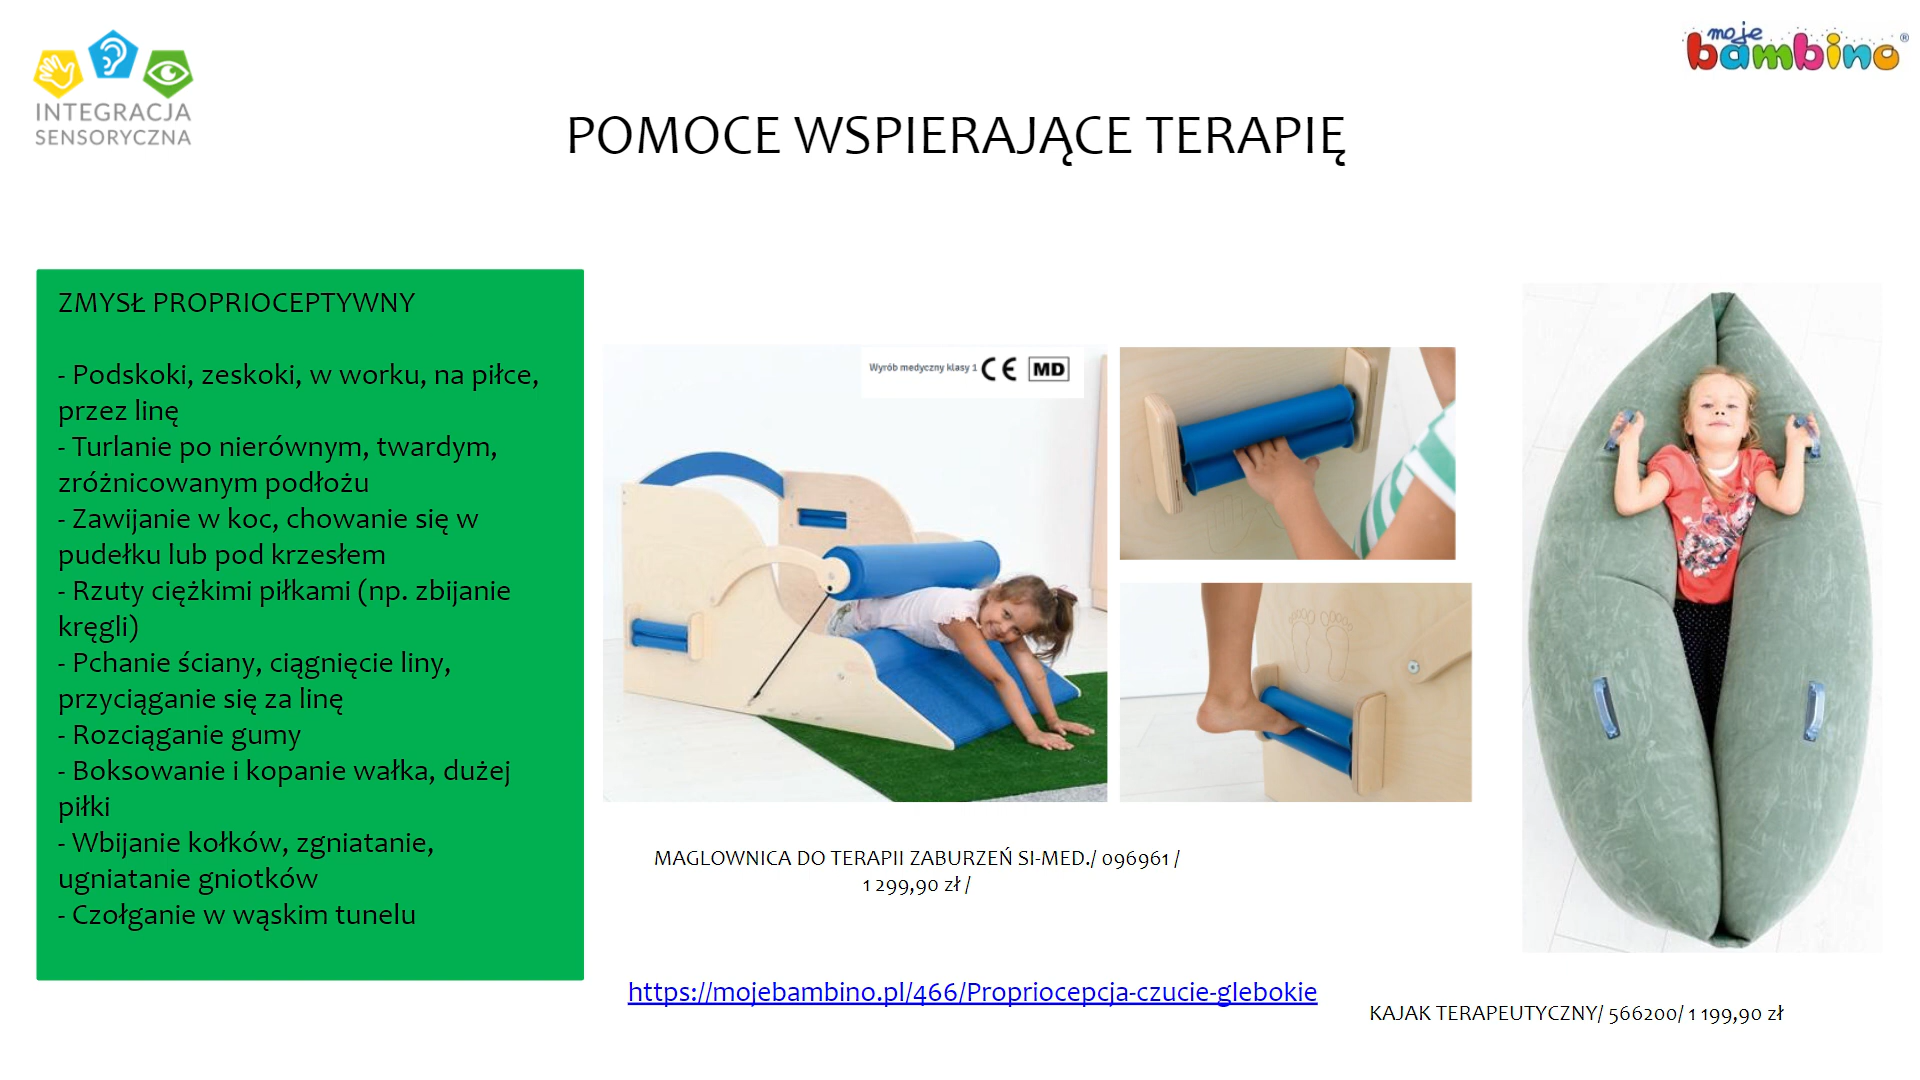 INTEGRACJA
SENSORYCZNA
moje
bambino®
POMOCE WSPIERAJĄCE TERAPIĘ
ZMYSŁ PROPRIOCEPTYWNY
- Podskoki, zeskoki, w worku, na piłce,
przez linę
- Turlanie po nierównym, twardym,
zróżnicowanym podłożu
- Zawijanie w koc, chowanie się w
pudełku lub pod krzesłem
- Rzuty ciężkimi piłkami (np. zbijanie
kręgli)
- Pchanie ściany, ciągnięcie liny,
przyciąganie się za linę
- Rozciąganie gumy
- Boksowanie i kopanie wałka, dużej
piłki
- Wbijanie kołków, zgniatanie,
ugniatanie gniotków
- Czołganie w wąskim tunelu
Wyrób medyczny klasy 1 CE MD
MAGLOWNICA DO TERAPII ZABURZEŃ SI-MED./ 096961 /
1 299,90 zł /
https://mojebambino.pl/466/Propriocepcja-czucie-glebokie
KAJAK TERAPEUTYCZNY/ 566200/ 1 199,90 zł